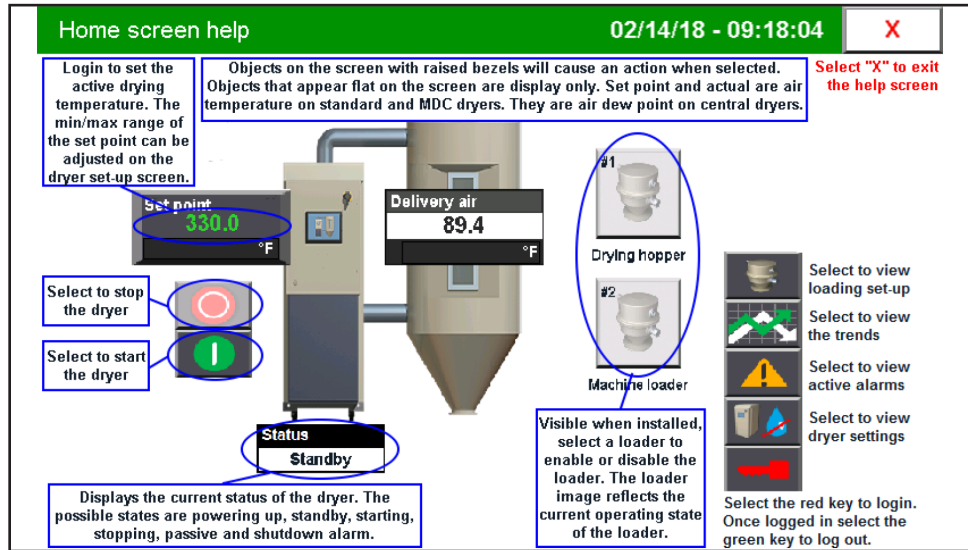 Home screen help
02/14/18 - 09:18:04
X
Login to set the
active drying
temperature. The
min/max range of
the set point can be
adjusted on the
dryer set-up screen.
Objects on the screen with raised bezels will cause an action when selected.
Objects that appear flat on the screen are display only. Set point and actual are air
temperature on standard and MDC dryers. They are air dew point on central dryers.
Select "X" to exit
the help screen
Set point
330.0
°F
Delivery air
89.4
°F
#1
Drying hopper
#2
Machine loader
Select to stop
the dryer
Select to start
the dryer
Select to view
loading set-up
Select to view
the trends
Select to view
active alarms
Select to view
dryer settings
Status
Standby
Displays the current status of the dryer. The
possible states are powering up, standby, starting,
stopping, passive and shutdown alarm.
Visible when installed,
select a loader to
enable or disable the
loader. The loader
image reflects the
current operating state
of the loader.
Select the red key to login.
Once logged in select the
green key to log out.